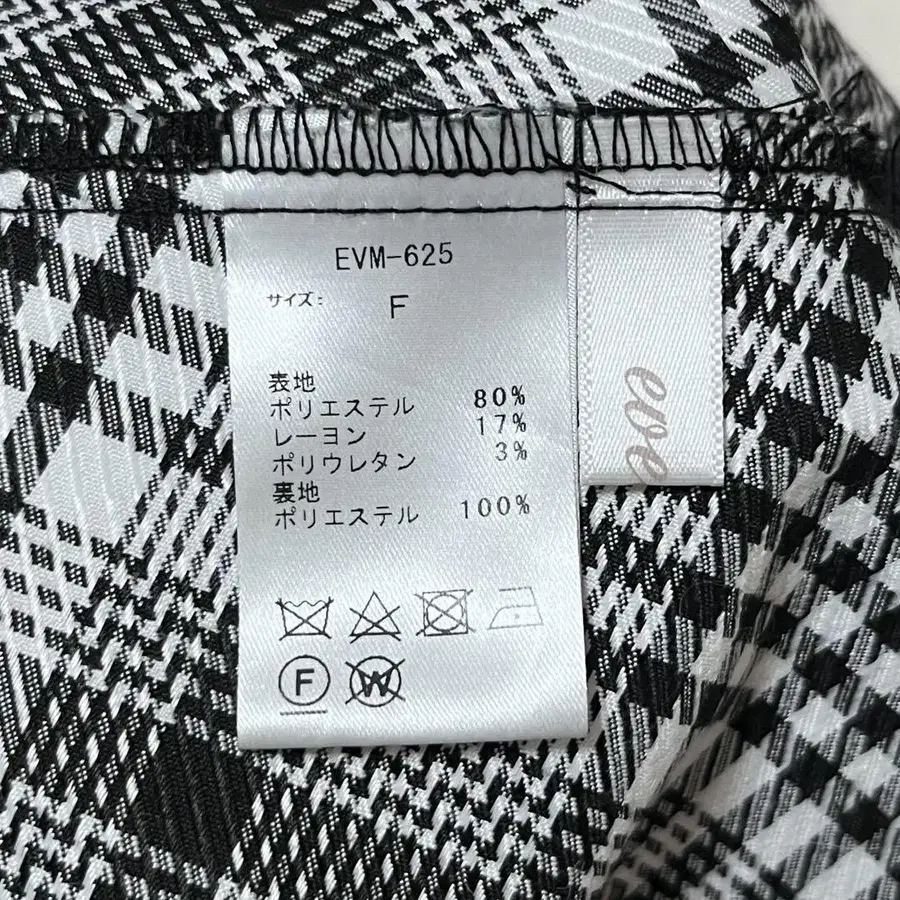 EVM-625
サイズ: F
表地
ポリエステル 80%
レーヨン 17%
ポリウレタン 3%
裏地
ポリエステル 100%
F
W
eve